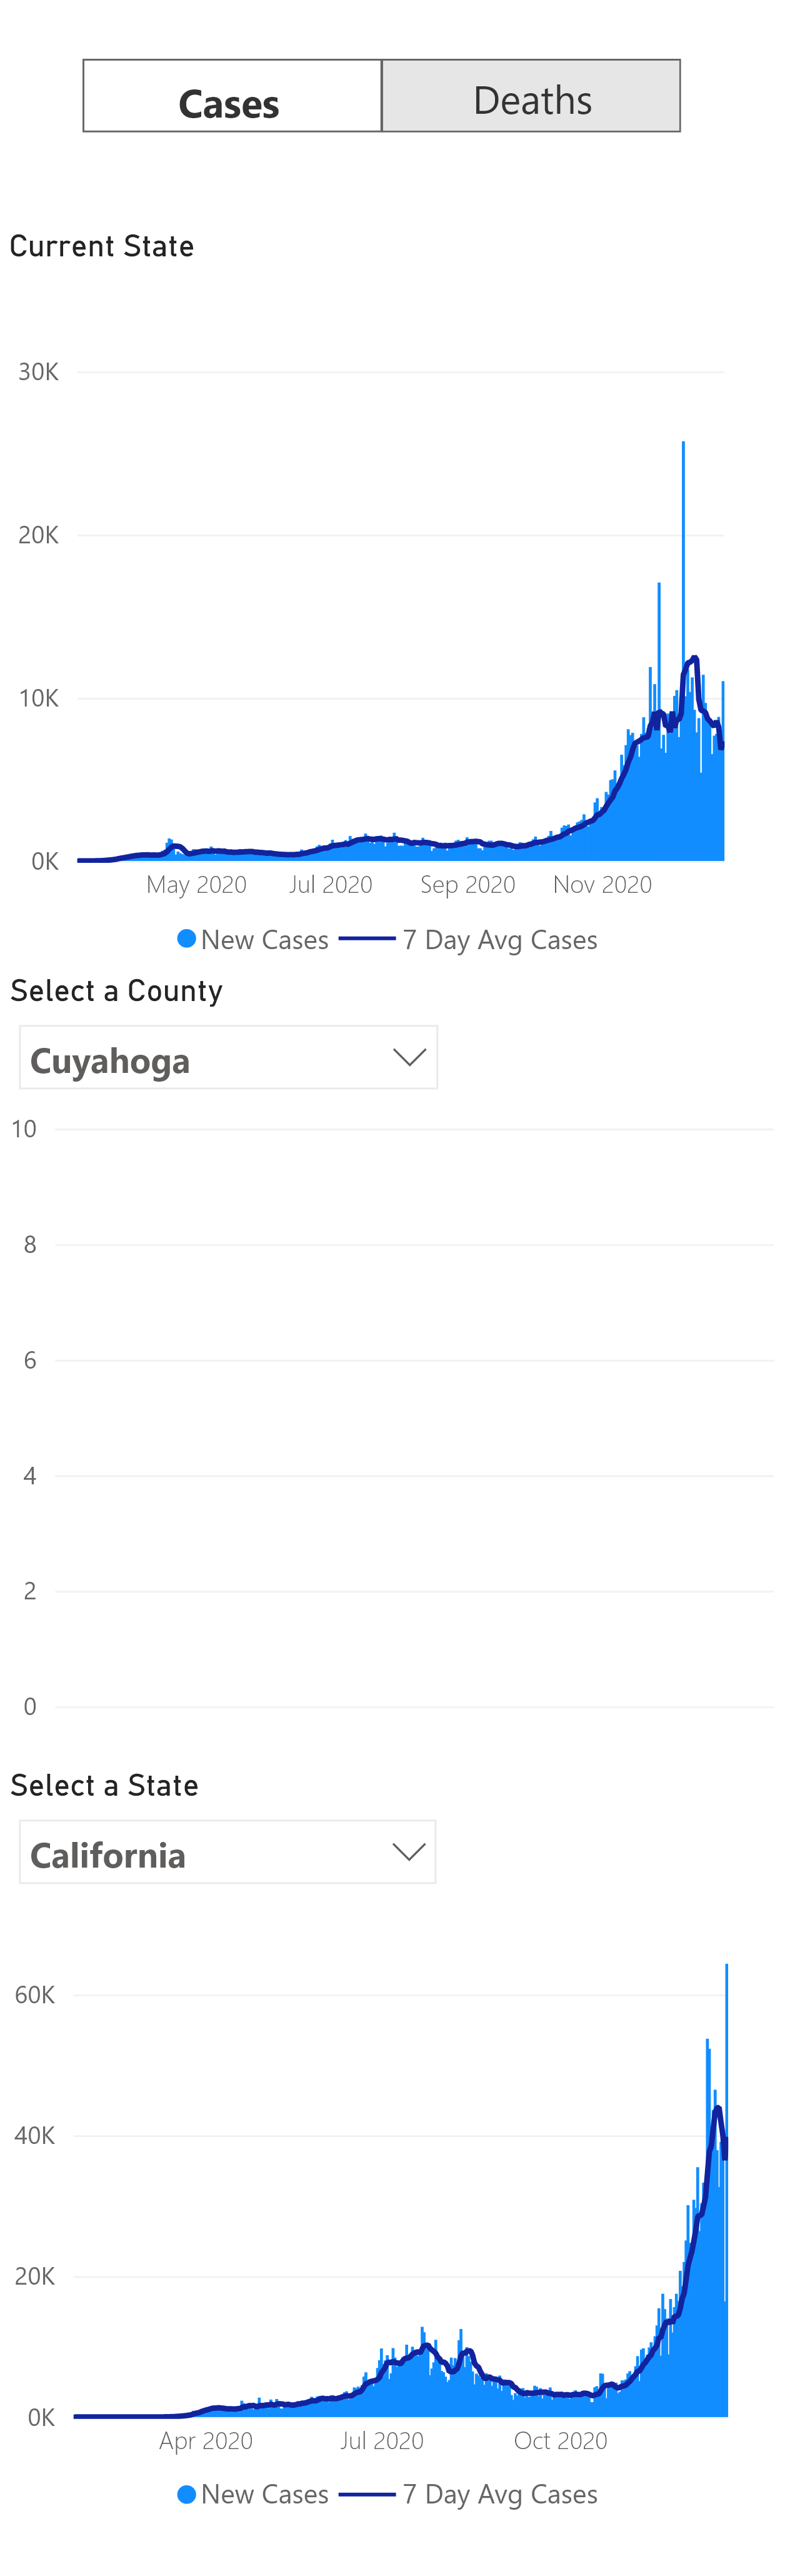 Cases Deaths
Current State
30K
20K
10K
0K
May 2020 Jul 2020 Sep 2020 Nov 2020
New Cases 7 Day Avg Cases
Select a County
Cuyahoga
10
8
6
4
2
0
Select a State
California
60K
40K
20K
0K
Apr 2020 Jul 2020 Oct 2020
New Cases 7 Day Avg Cases